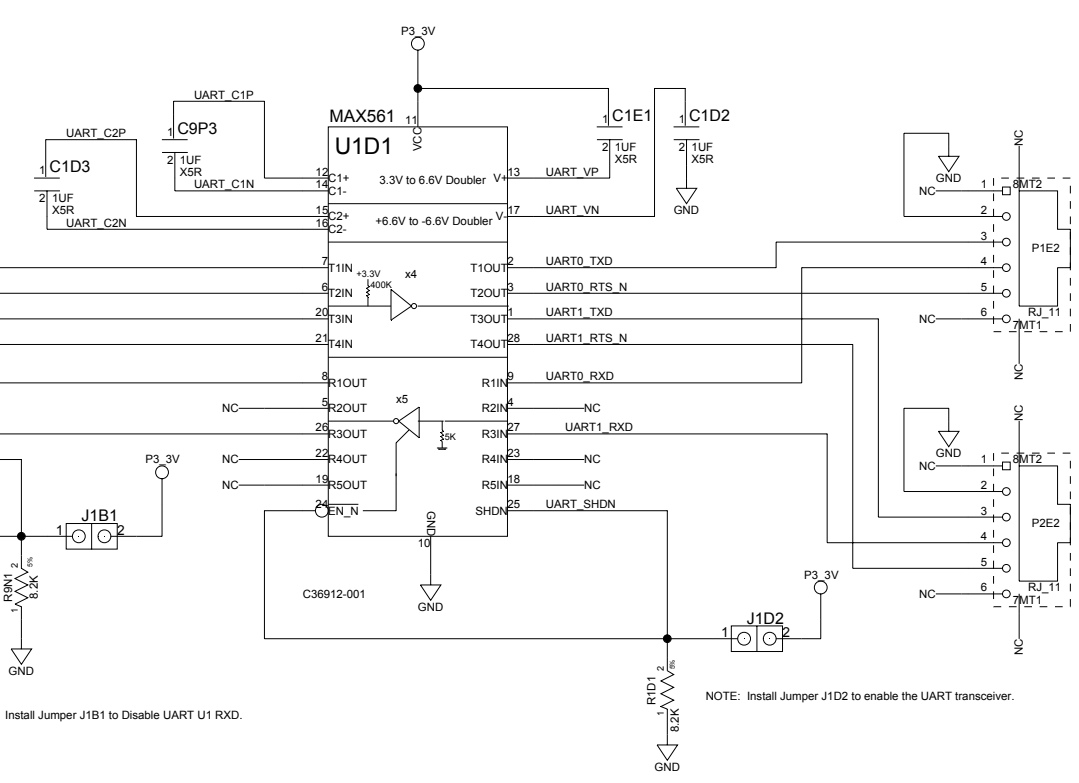 P3_3V
UART_C1P
C9P3
1
2
1UF
X5R
UART_C1N
UART_C2P
C1D3
1
2
1UF
X5R
UART_C2N
MAX561
U1D1
11
VCC
12
C1+
14
C1-
3.3V to 6.6V Doubler
V+
13
UART_VP
15
C2+
16
C2-
+6.6V to -6.6V Doubler
V-
17
UART_VN
C1E1
1
2
1UF
X5R
C1D2
1
2
1UF
X5R
GND
7
T1IN
+3.3V
400K
x4
T1OUT
2
UART0_TXD
6
T2IN
T2OUT
3
UART0_RTS_N
20
T3IN
T3OUT
1
UART1_TXD
21
T4IN
T4OUT
28
UART1_RTS_N
8
R1OUT
R1IN
9
UART0_RXD
NC
5
R2OUT
x5
R2IN
4
NC
26
R3OUT
5K
R3IN
27
UART1_RXD
NC
22
R4OUT
R4IN
23
NC
NC
19
R5OUT
R5IN
18
NC
24
EN_N
GND
10
SHDN
25
UART_SHDN
C36912-001
GND
P3_3V
J1B1
1
2
R9N1
2
1
5%
8.2K
GND
Install Jumper J1B1 to Disable UART U1 RXD.
P3_3V
J1D2
1
2
R1D1
2
1
5%
8.2K
GND
NOTE: Install Jumper J1D2 to enable the UART transceiver.
NC
GND
NC
1
8MT2
2
3
P1E2
4
5
NC
6
RJ_11
7MT1
NC
NC
GND
NC
1
8MT2
2
3
P2E2
4
5
NC
6
RJ_11
7MT1
NC